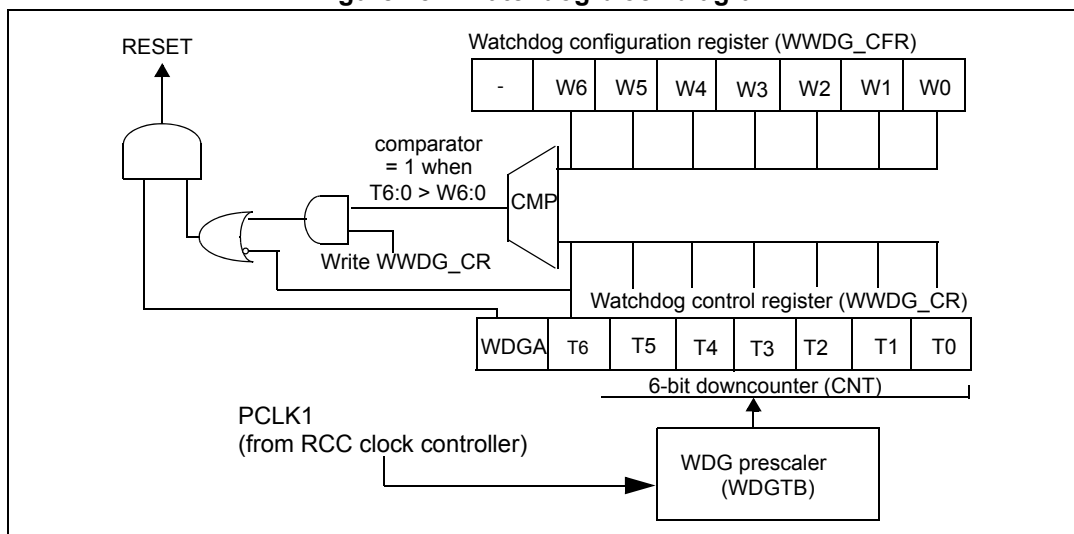 RESET
Watchdog configuration register (WWDG_CFR)
- W6 W5 W4 W3 W2 W1 W0
comparator
= 1 when
T6:0 > W6:0
CMP
Write WWDG_CR
Watchdog control register (WWDG_CR)
WDGA T6 T5 T4 T3 T2 T1 T0
6-bit downcounter (CNT)
PCLK1
(from RCC clock controller)
WDG prescaler
(WDGTB)